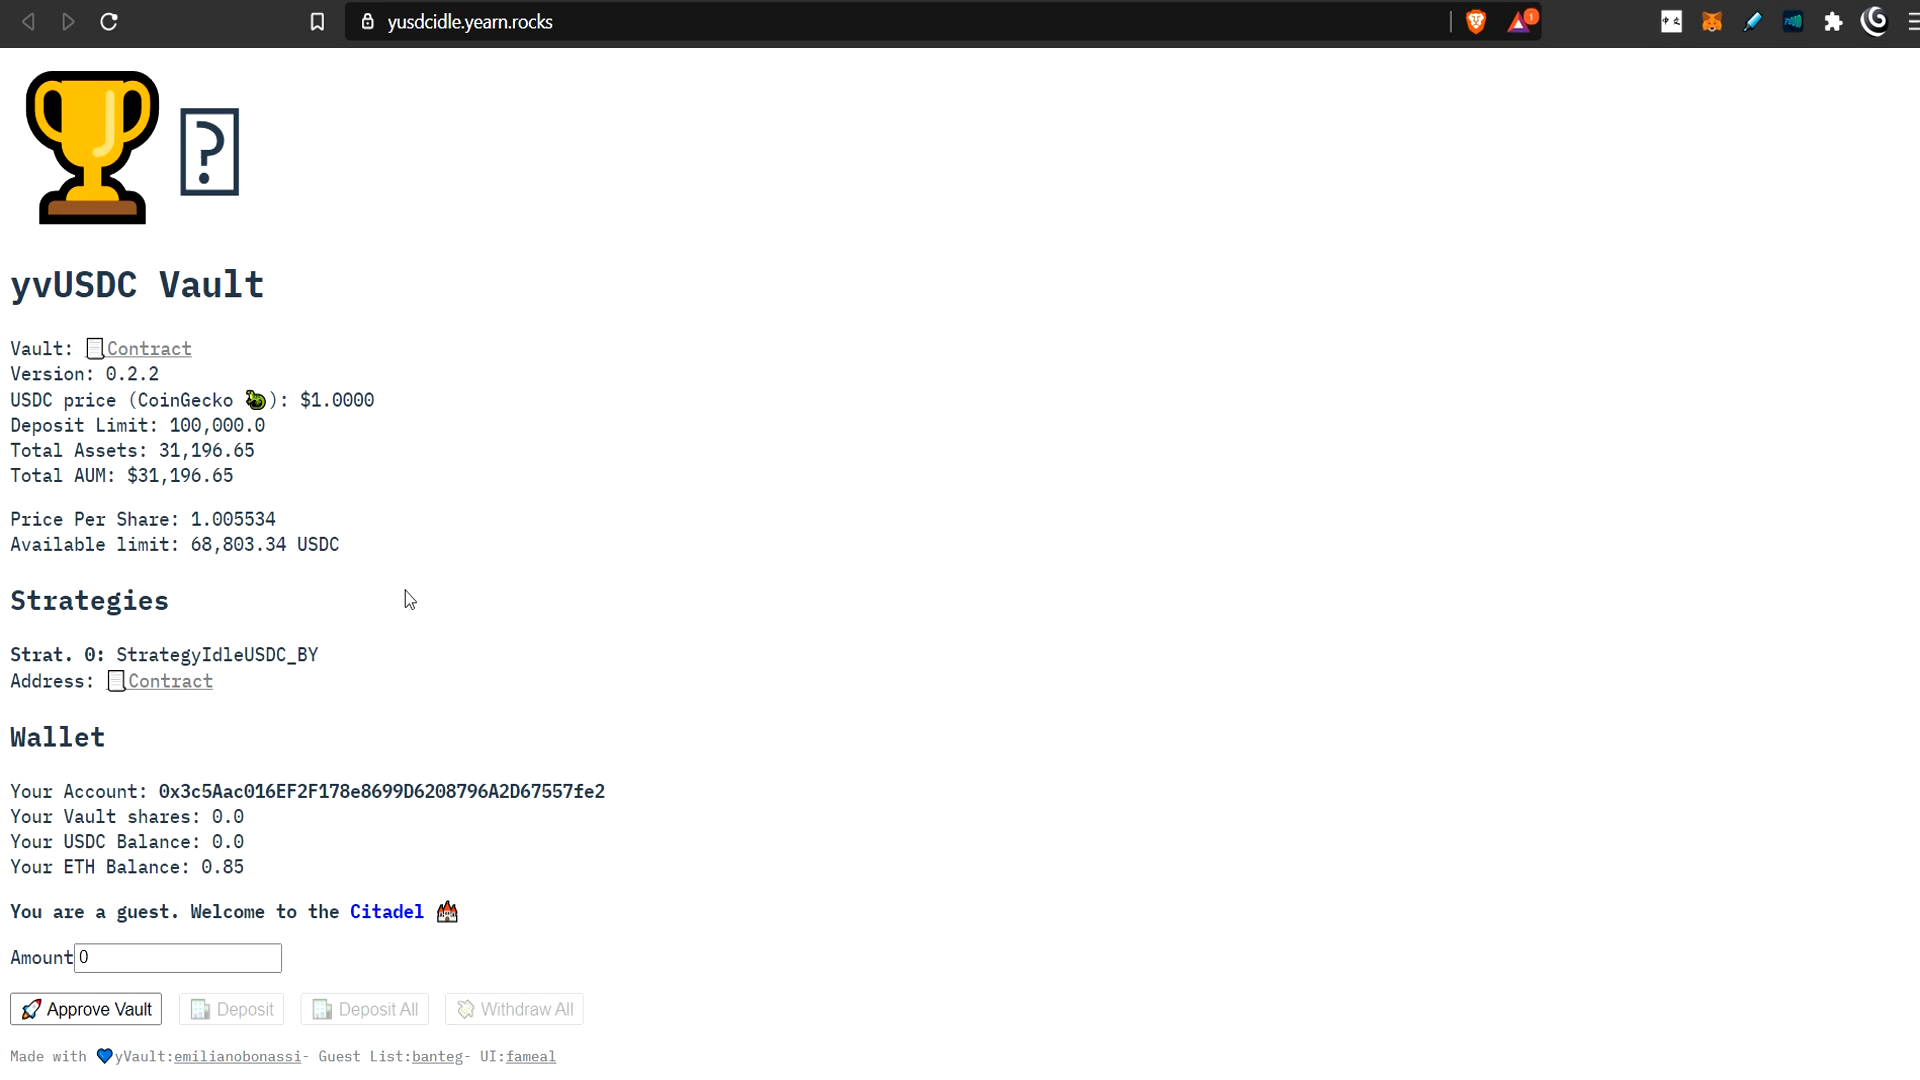 yusdcidle.yearn.rocks
1
?
yvUSDC Vault
Vault: Contract
Version: 0.2.2
USDC price (CoinGecko 🐍): $1.0000
Deposit Limit: 100,000.0
Total Assets: 31,196.65
Total AUM: $31,196.65
Price Per Share: 1.005534
Available limit: 68,803.34 USDC
Strategies
Strat. 0: StrategyIdleUSDC_BY
Address: Contract
Wallet
Your Account: 0x3c5Aac016EF2F178e8699D6208796A2D67557fe2
Your Vault shares: 0.0
Your USDC Balance: 0.0
Your ETH Balance: 0.85
You are a guest. Welcome to the Citadel
Amount 0
Approve Vault Deposit Deposit All Withdraw All
Made with 💙yVault:emilianobonassi- Guest List:banteg- UI:fameal